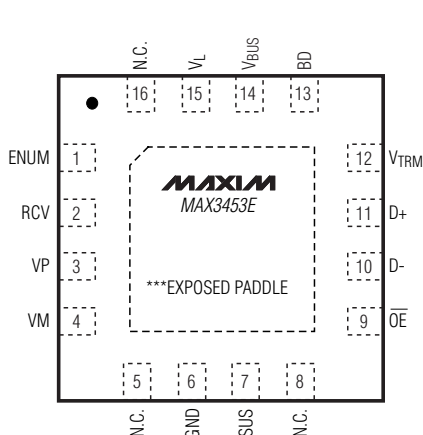 N.C. VL VBUS BD
16 15 14 13
ENUM 1
RCV 2
VP 3
VM 4
12 VTRM
11 D+
10 D-
9 O̅E̅
MAXIM
MAX3453E
***EXPOSED PADDLE
5 6 7 8
N.C. GND SUS N.C.